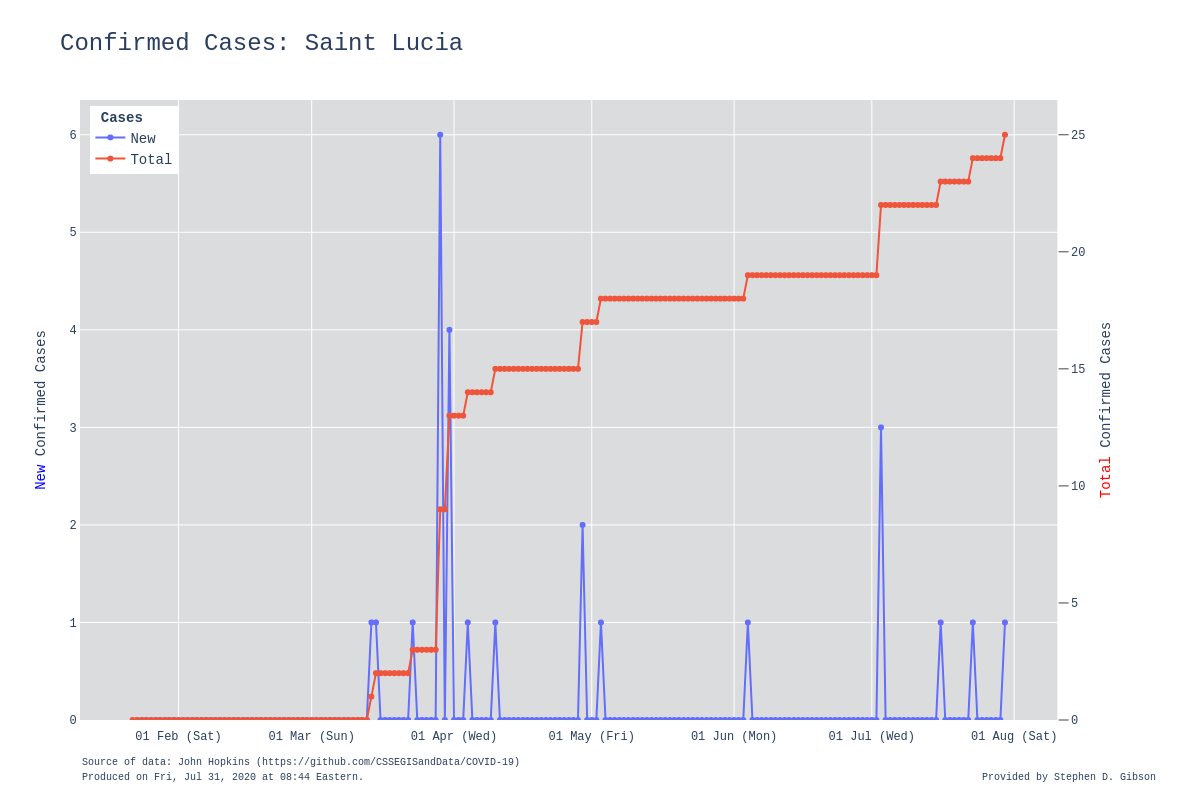 Confirmed Cases: Saint Lucia
Cases
New
Total
6
5
4
3
2
1
0
New Confirmed Cases
25
20
15
10
5
0
Total Confirmed Cases
01 Feb (Sat) 01 Mar (Sun) 01 Apr (Wed) 01 May (Fri) 01 Jun (Mon) 01 Jul (Wed) 01 Aug (Sat)
Source of data: John Hopkins (https://github.com/CSSEGISandData/COVID-19)
Produced on Fri, Jul 31, 2020 at 08:44 Eastern.
Provided by Stephen D. Gibson